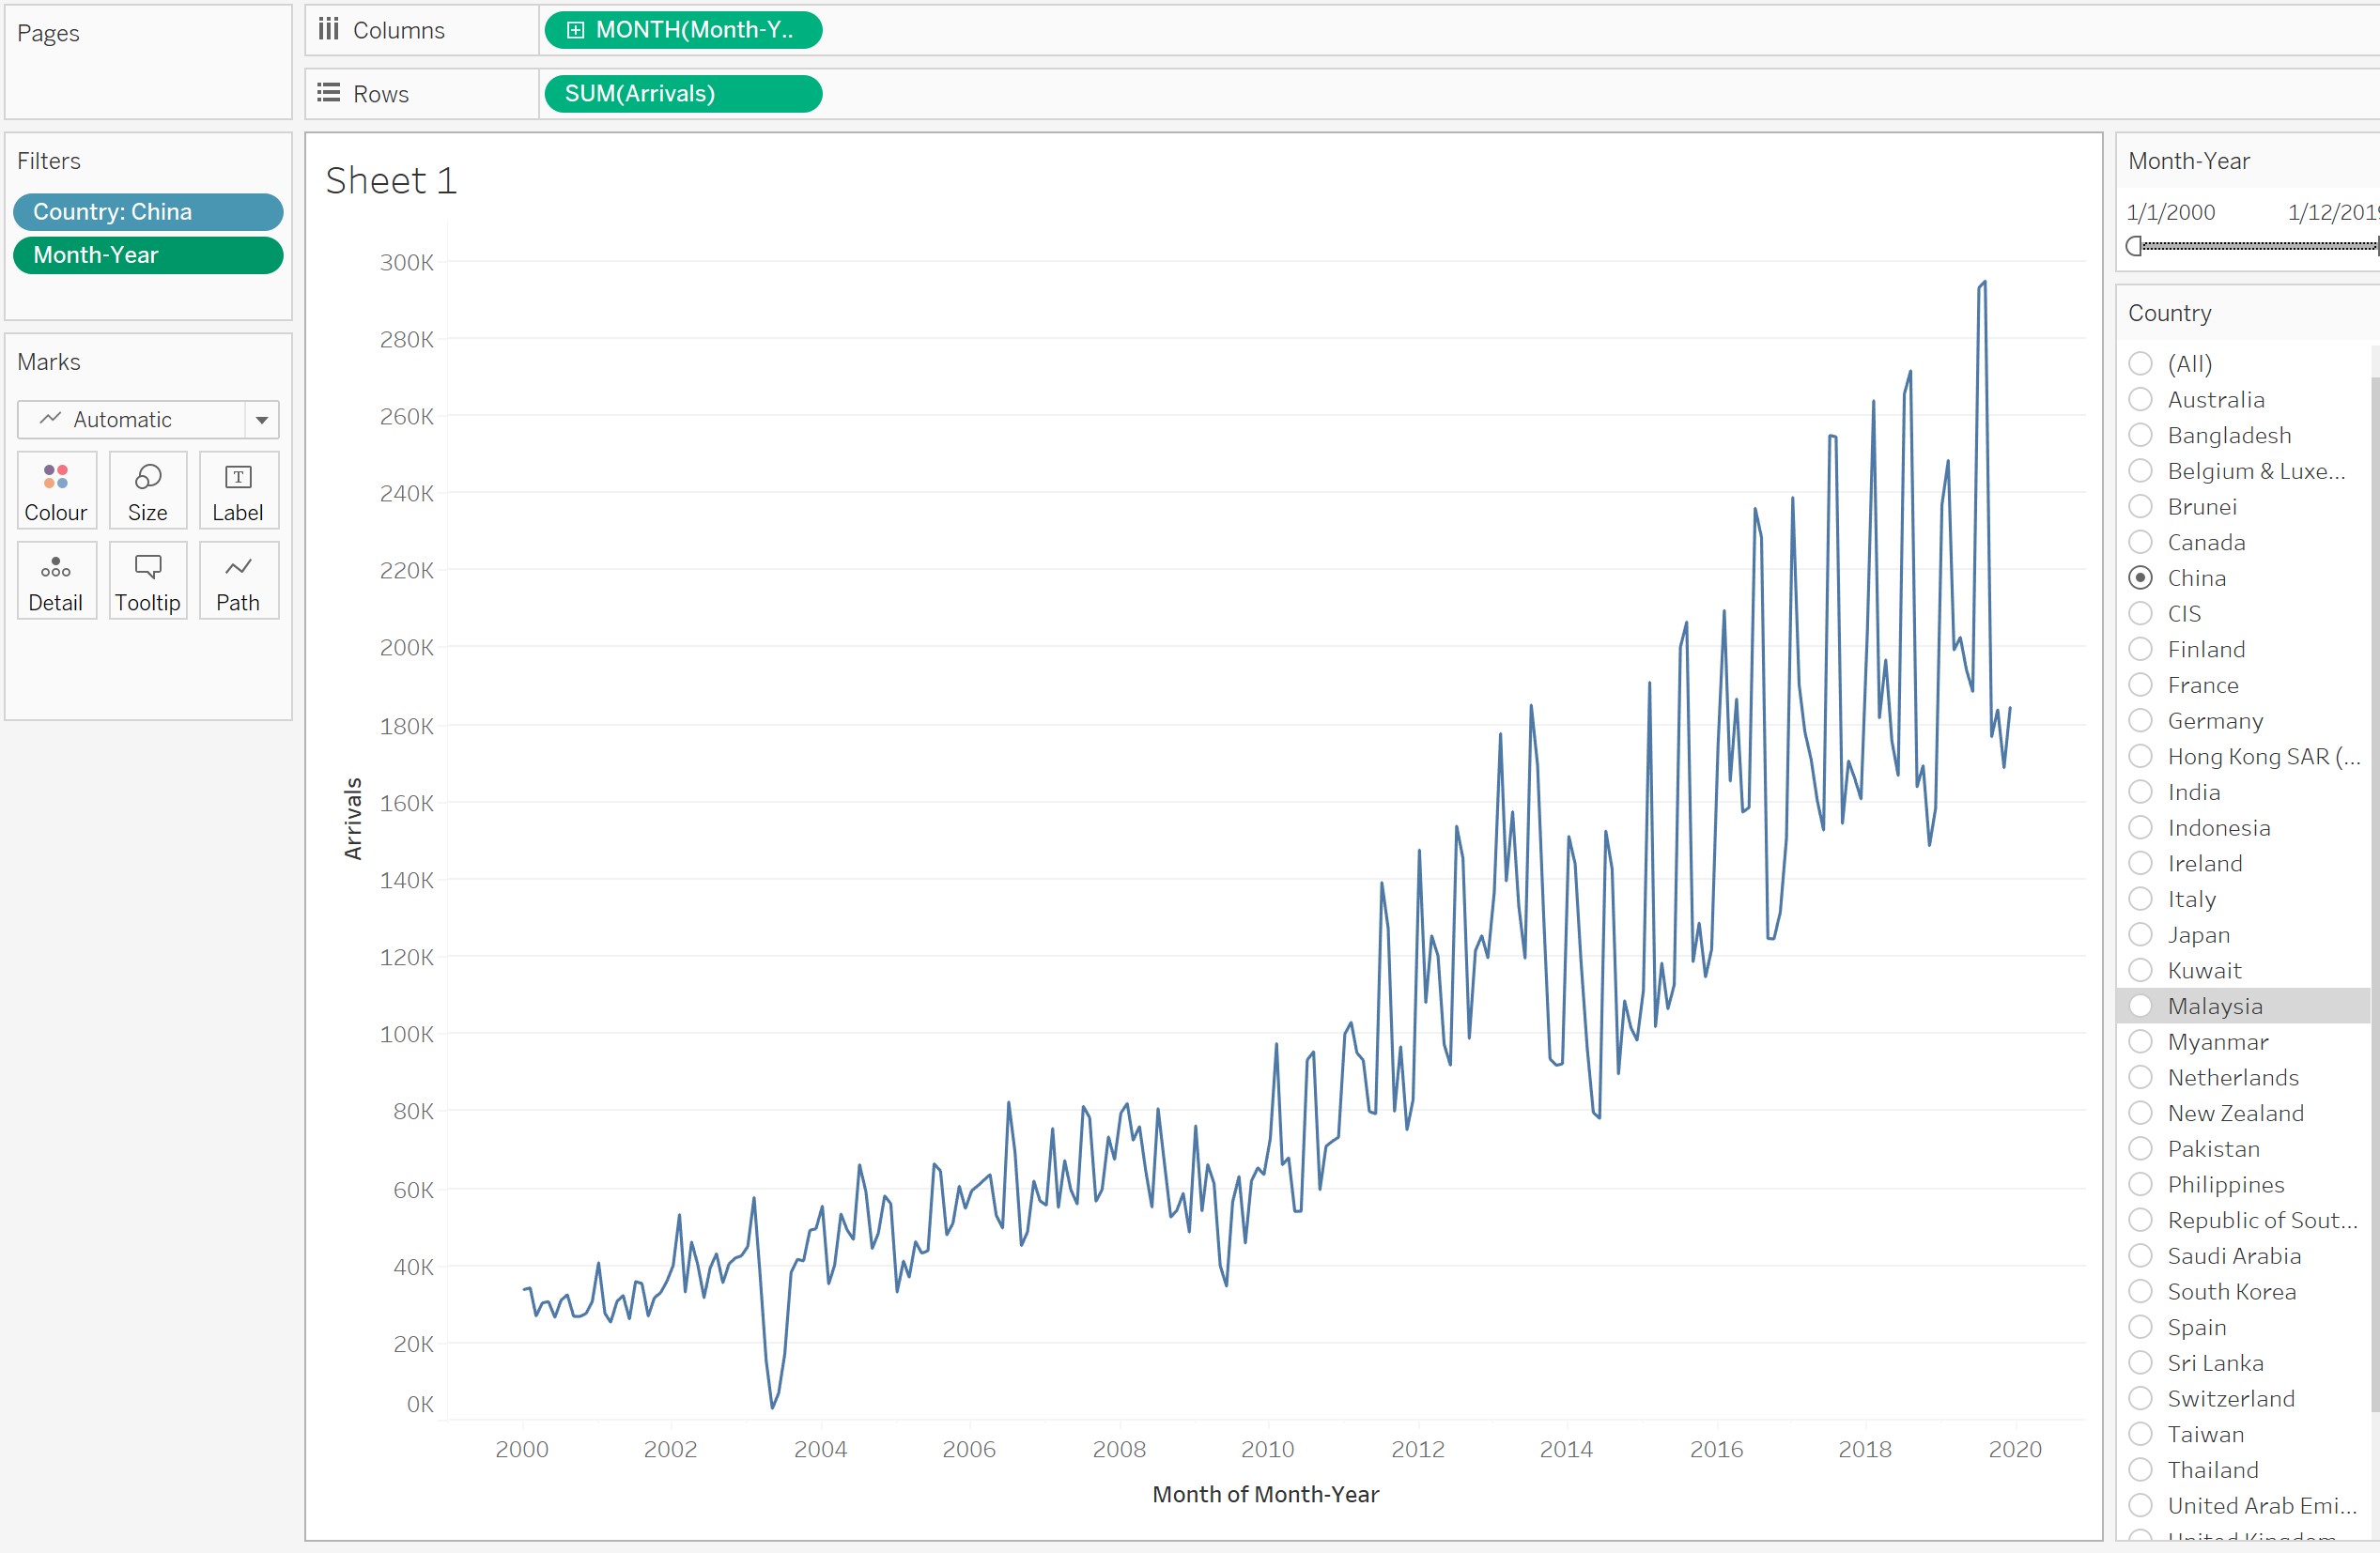 Pages
Columns
MONTH(Month-Y..
Rows
SUM(Arrivals)
Filters
Country: China
Month-Year
Marks
Automatic
Colour
Size
Label
Detail
Tooltip
Path
Sheet 1
300K
280K
260K
240K
220K
200K
180K
160K
140K
120K
100K
80K
60K
40K
20K
0K
Arrivals
2000
2002
2004
2006
2008
2010
2012
2014
2016
2018
2020
Month of Month-Year
Month-Year
1/1/2000
1/12/2019
Country
(All)
Australia
Bangladesh
Belgium & Luxe...
Brunei
Canada
China
CIS
Finland
France
Germany
Hong Kong SAR (...
India
Indonesia
Ireland
Italy
Japan
Kuwait
Malaysia
Myanmar
Netherlands
New Zealand
Pakistan
Philippines
Republic of Sout...
Saudi Arabia
South Korea
Spain
Sri Lanka
Switzerland
Taiwan
Thailand
United Arab Emi...
United Kingdom